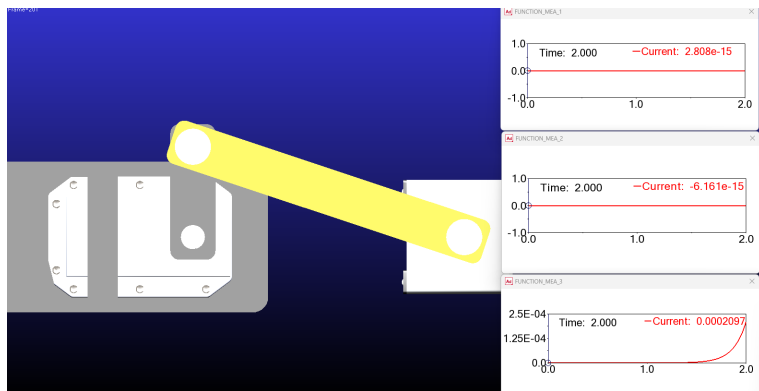 Frame=201
FUNCTION_MEA_1
Time: 2.000
Current: 2.808e-15
1.0
0.0
-1.0
0.0
1.0
2.0
FUNCTION_MEA_2
Time: 2.000
Current: -6.161e-15
1.0
0.0
-1.0
0.0
1.0
2.0
FUNCTION_MEA_3
Time: 2.000
Current: 0.0002097
2.5E-04
1.25E-04
0.0
0.0
1.0
2.0